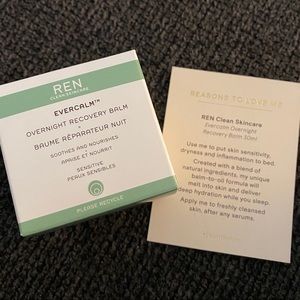 REN
CLEAN SKINCARE
EVERCALM™
OVERNIGHT RECOVERY BALM
+
BAUME RÉPARATEUR NUIT
SOOTHES AND NOURISHES
APAISE ET NOURRIT
SENSITIVE
PEAUX SENSIBLES
PLEASE RECYCLE
REASONS TO LOVE ME
REN Clean Skincare
Evercalm Overnight
Recovery Balm 30ml
Use me to put skin sensitivity,
dryness and inflammation to bed.
Created with a blend of
natural ingredients, my unique
balm-to-oil formula will
melt into skin and deliver
deep hydration while you sleep.
Apply me to freshly cleansed
skin, after any serums.